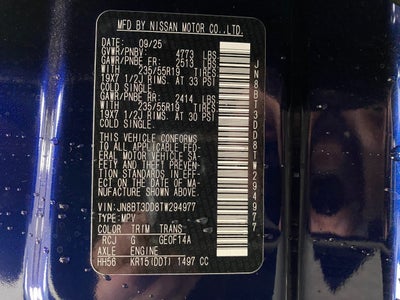 MFD BY NISSAN MOTOR CO.,LTD.
DATE: 09/25
GVWR/PNBV: 4773 LBS
GAWR/PNBE FR: 2513 LBS
WITH 235/55R19 TIRES
19X7 1/2J RIMS, AT 33 PSI
COLD SINGLE.
GAWR/PNBE RR: 2414 LBS
WITH 235/55R19 TIRES
19X7 1/2J RIMS, AT 30 PSI
COLD SINGLE.
THIS VEHICLE CONFORMS
TO ALL APPLICABLE FED-
ERAL MOTOR VEHICLE SA-
FETY AND THEFT PREVEN-
TION STANDARDS IN EFF-
ECT ON THE DATE OF MA-
NUFACTURE SHOWN ABOVE.
VIN: JN8BT3DD8TW294977
TYPE: MPV
COLOR TRIM TRANS
RCJ G GE0F14A
AXLE ENGINE
HH56 KR15(DDT) 1497 CC
JN8BT3DD8TW294977